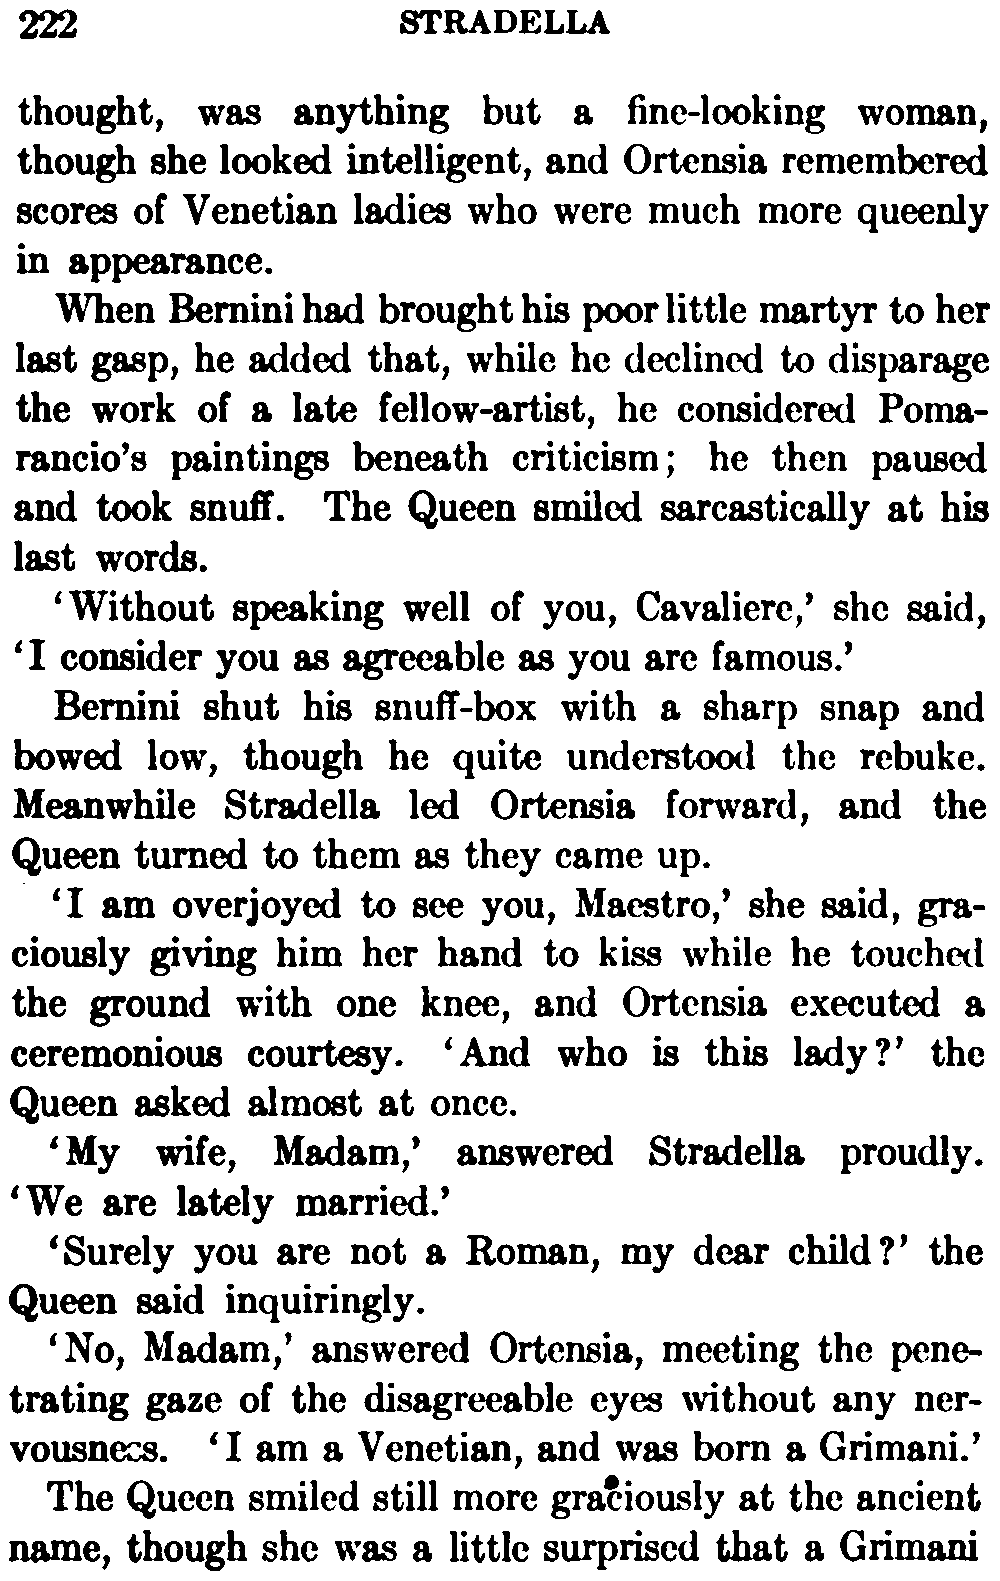 222 STRADELLA
thought, was anything but a fine-looking woman,
though she looked intelligent, and Ortensia remembered
scores of Venetian ladies who were much more queenly
in appearance.
When Bernini had brought his poor little martyr to her
last gasp, he added that, while he declined to disparage
the work of a late fellow-artist, he considered Poma-
rancio's paintings beneath criticism; he then paused
and took snuff. The Queen smiled sarcastically at his
last words.
'Without speaking well of you, Cavaliere,' she said,
'I consider you as agreeable as you are famous.'
Bernini shut his snuff-box with a sharp snap and
bowed low, though he quite understood the rebuke.
Meanwhile Stradella led Ortensia forward, and the
Queen turned to them as they came up.
'I am overjoyed to see you, Maestro,' she said, gra-
ciously giving him her hand to kiss while he touched
the ground with one knee, and Ortensia executed a
ceremonious courtesy. 'And who is this lady?' the
Queen asked almost at once.
'My wife, Madam,' answered Stradella proudly.
'We are lately married.'
'Surely you are not a Roman, my dear child?' the
Queen said inquiringly.
'No, Madam,' answered Ortensia, meeting the pene-
trating gaze of the disagreeable eyes without any ner-
vousness. 'I am a Venetian, and was born a Grimani.'
The Queen smiled still more graciously at the ancient
name, though she was a little surprised that a Grimani